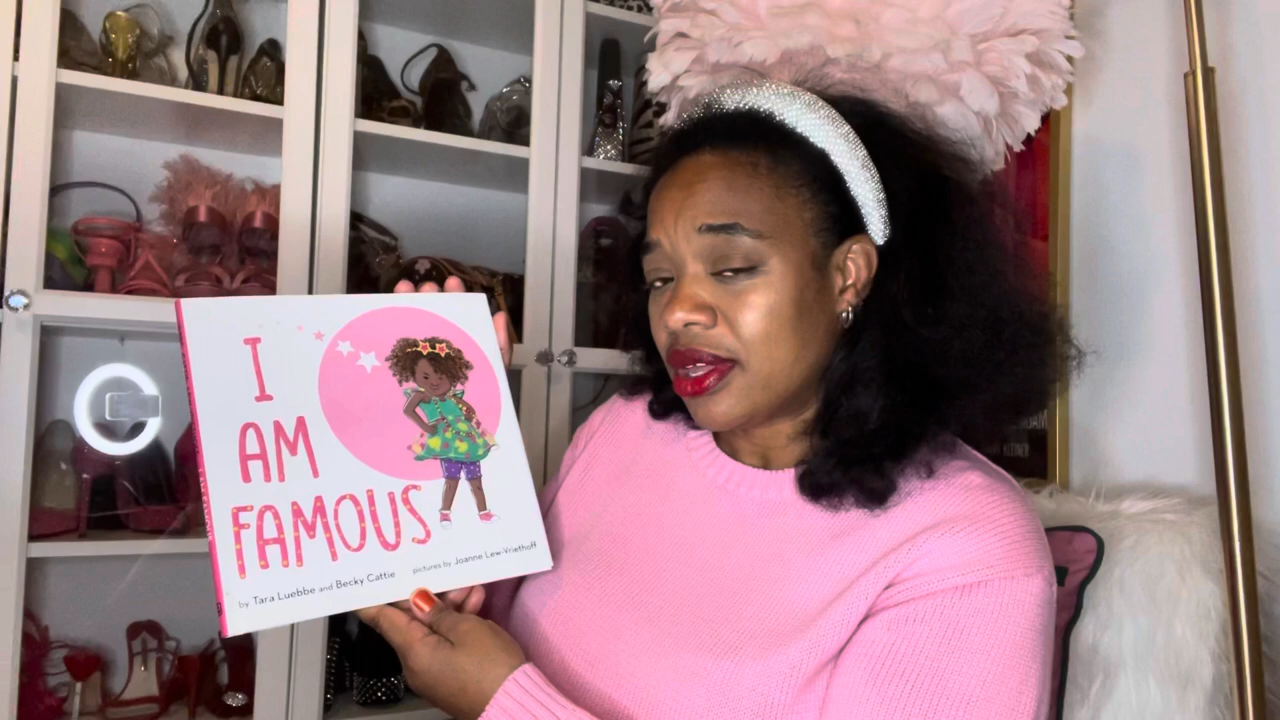 I
AM
FAMOUS
by Tara Luebbe and Becky Cattie
pictures by Joanne Lew-Vriethoff